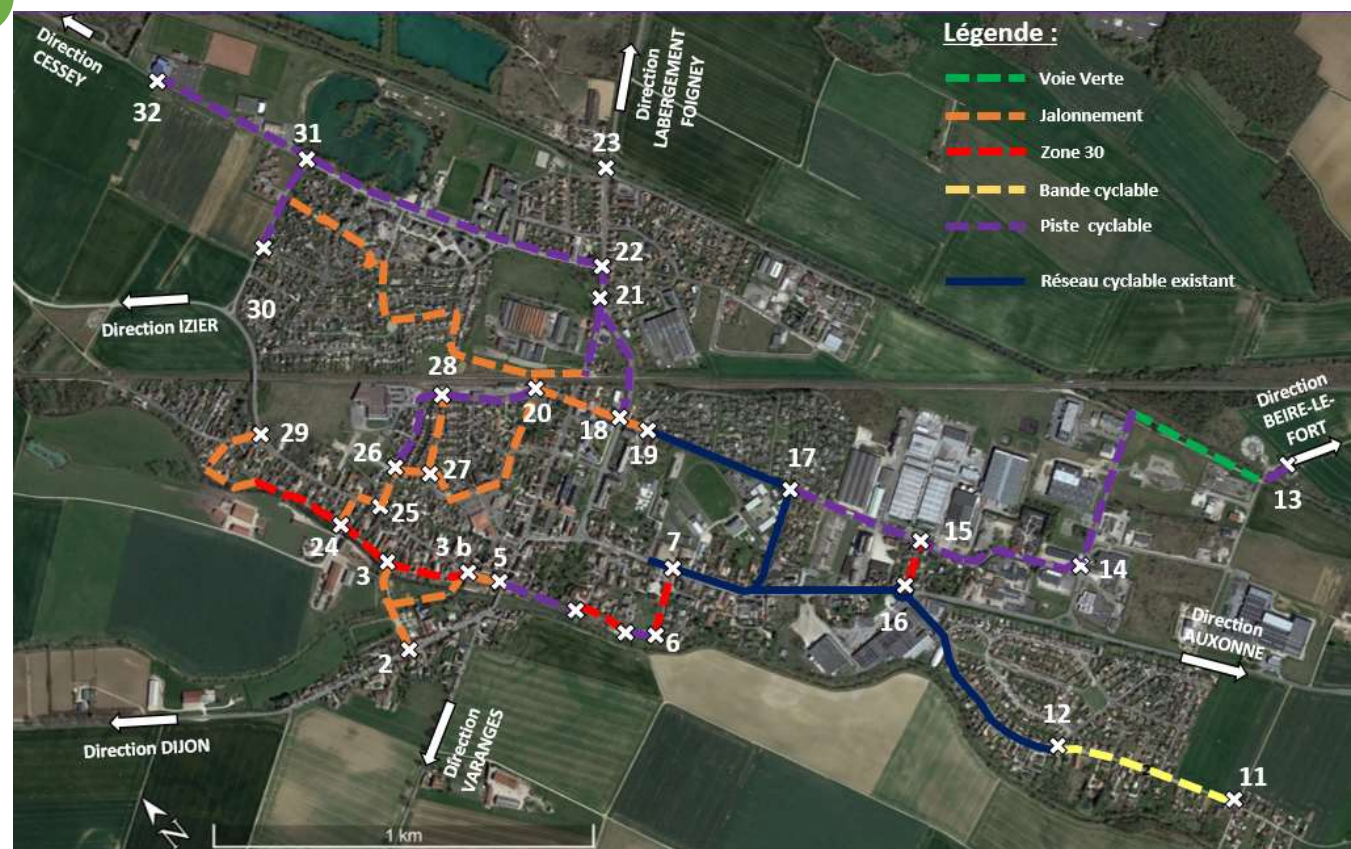 Direction
CESSEY
Direction
LABERGEMENT
FOIGNEY
Légende :
Voie Verte
Jalonnement
Zone 30
Bande cyclable
Piste cyclable
Réseau cyclable existant
32
31
23
22
21
30
Direction IZIER
28
20
18
19
Direction
BEIRE-LE-
FORT
29
26
27
17
13
25
24
3
3 b
5
7
15
14
16
2
6
Direction
AUXONNE
Direction DIJON
Direction
VARANGES
12
11
N
1 km